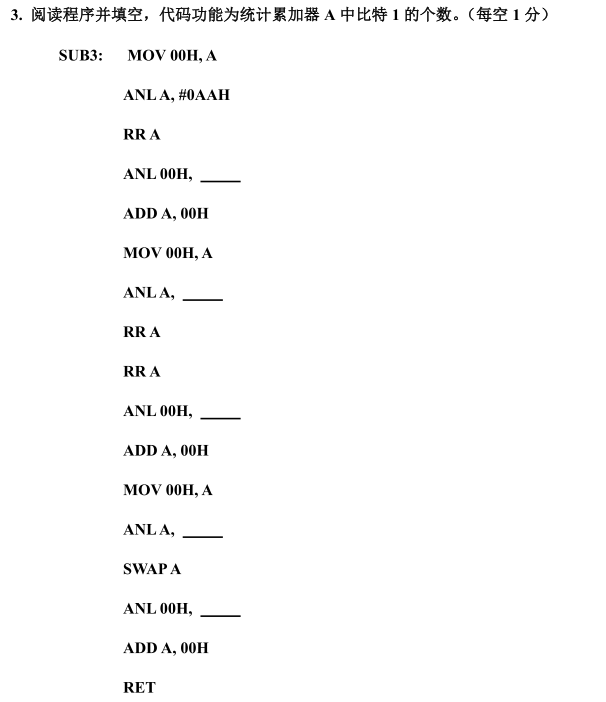 3. 阅读程序并填空，代码功能为统计累加器 A 中比特 1 的个数。（每空 1 分）
SUB3: MOV 00H, A
ANL A, #0AAH
RR A
ANL 00H, _____
ADD A, 00H
MOV 00H, A
ANL A, _____
RR A
RR A
ANL 00H, _____
ADD A, 00H
MOV 00H, A
ANL A, _____
SWAP A
ANL 00H, _____
ADD A, 00H
RET